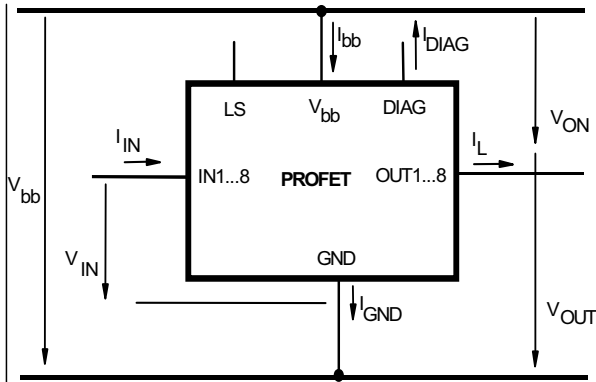 I_bb
I_DIAG
LS V_bb DIAG
V_ON
I_IN
I_L
IN1...8 PROFET OUT1...8
V_bb
V_IN
GND
I_GND
V_OUT